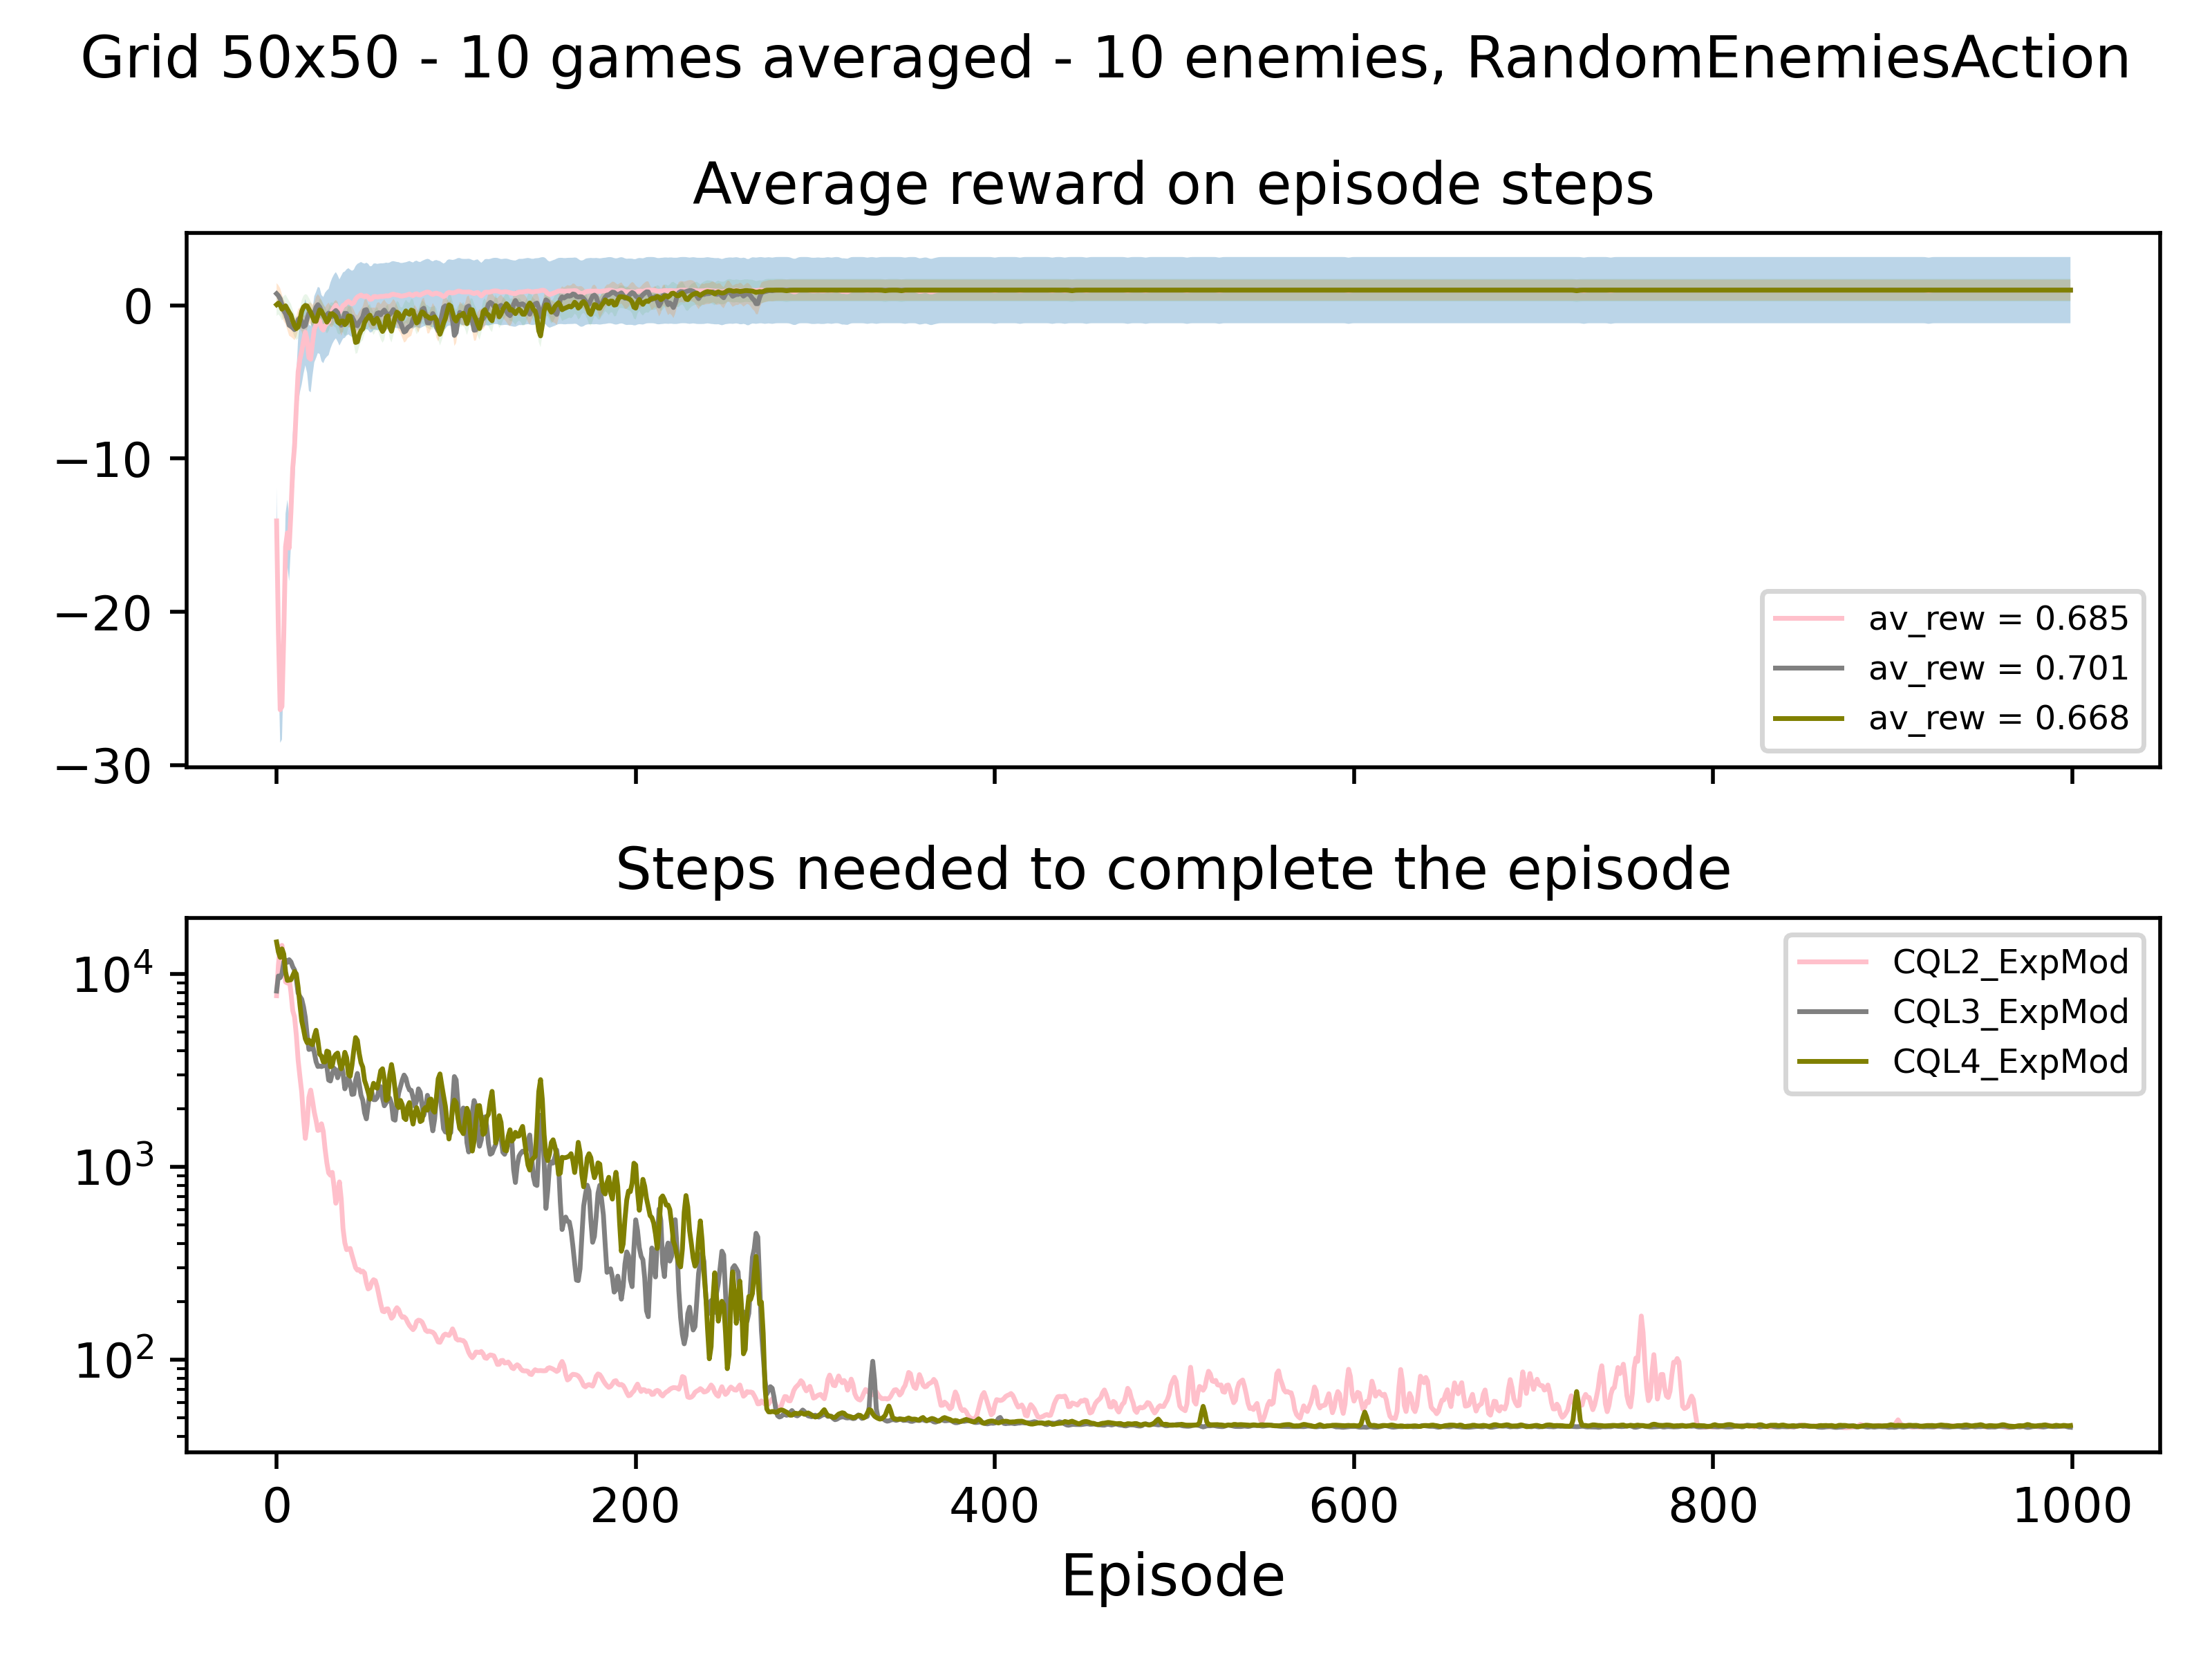 Grid 50x50 - 10 games averaged - 10 enemies, RandomEnemiesAction
Average reward on episode steps
0
−10
−20
−30
av_rew = 0.685
av_rew = 0.701
av_rew = 0.668
Steps needed to complete the episode
10⁴
10³
10²
CQL2_ExpMod
CQL3_ExpMod
CQL4_ExpMod
0 200 400 600 800 1000
Episode